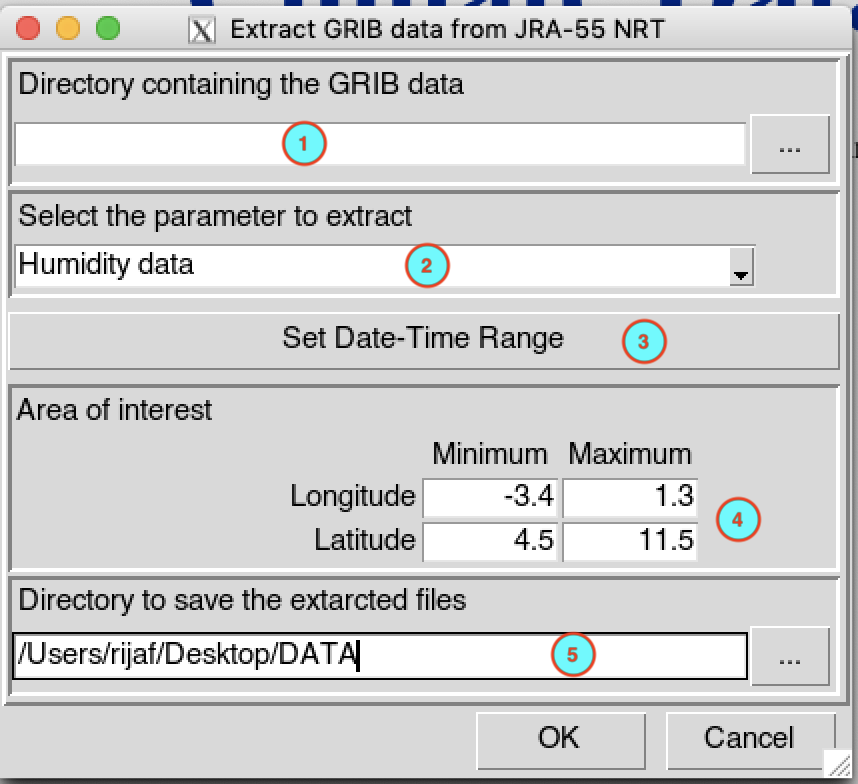 Extract GRIB data from JRA-55 NRT
Directory containing the GRIB data
1
...
Select the parameter to extract
Humidity data
2
Set Date-Time Range
3
Area of interest
Minimum Maximum
Longitude -3.4 1.3
4
Latitude 4.5 11.5
Directory to save the extarcted files
/Users/rijaf/Desktop/DATA
5
...
OK Cancel